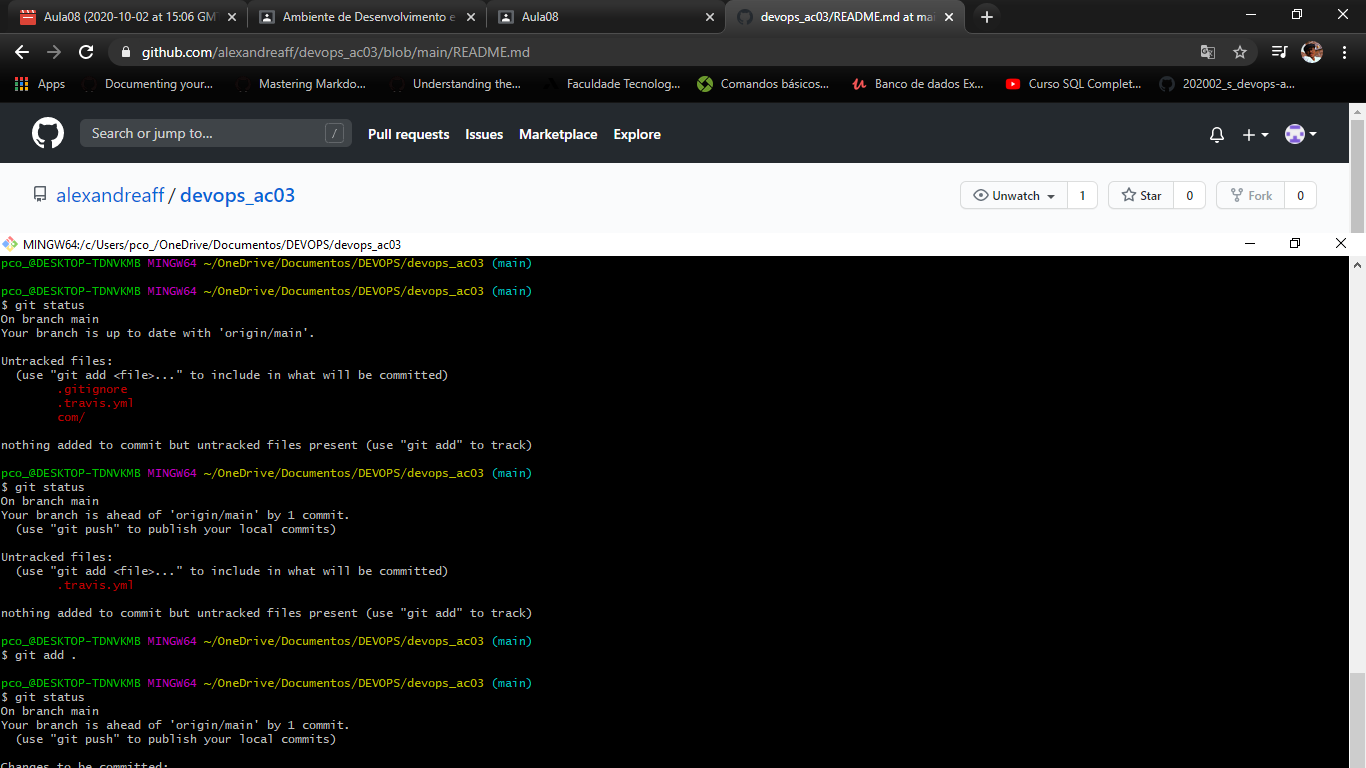 Aula08 (2020-10-02 at 15:06 GM
Ambiente de Desenvolvimento e
Aula08
devops_ac03/README.md at mai
github.com/alexandreaff/devops_ac03/blob/main/README.md
Apps
Documenting your...
Mastering Markdo...
Understanding the...
Faculdade Tecnolog...
Comandos básicos...
Banco de dados Ex...
Curso SQL Complet...
202002_s_devops-a...
Search or jump to...
/
Pull requests
Issues
Marketplace
Explore
alexandreaff / devops_ac03
Unwatch
1
Star
0
Fork
0
MINGW64:/c/Users/pco_/OneDrive/Documentos/DEVOPS/devops_ac03
pco_@DESKTOP-TDNVKMB MINGW64 ~/OneDrive/Documentos/DEVOPS/devops_ac03 (main)
pco_@DESKTOP-TDNVKMB MINGW64 ~/OneDrive/Documentos/DEVOPS/devops_ac03 (main)
$ git status
On branch main
Your branch is up to date with 'origin/main'.
Untracked files:
(use "git add <file>..." to include in what will be committed)
.gitignore
.travis.yml
com/
nothing added to commit but untracked files present (use "git add" to track)
pco_@DESKTOP-TDNVKMB MINGW64 ~/OneDrive/Documentos/DEVOPS/devops_ac03 (main)
$ git status
On branch main
Your branch is ahead of 'origin/main' by 1 commit.
(use "git push" to publish your local commits)
Untracked files:
(use "git add <file>..." to include in what will be committed)
.travis.yml
nothing added to commit but untracked files present (use "git add" to track)
pco_@DESKTOP-TDNVKMB MINGW64 ~/OneDrive/Documentos/DEVOPS/devops_ac03 (main)
$ git add .
pco_@DESKTOP-TDNVKMB MINGW64 ~/OneDrive/Documentos/DEVOPS/devops_ac03 (main)
$ git status
On branch main
Your branch is ahead of 'origin/main' by 1 commit.
(use "git push" to publish your local commits)
Changes to be committed: